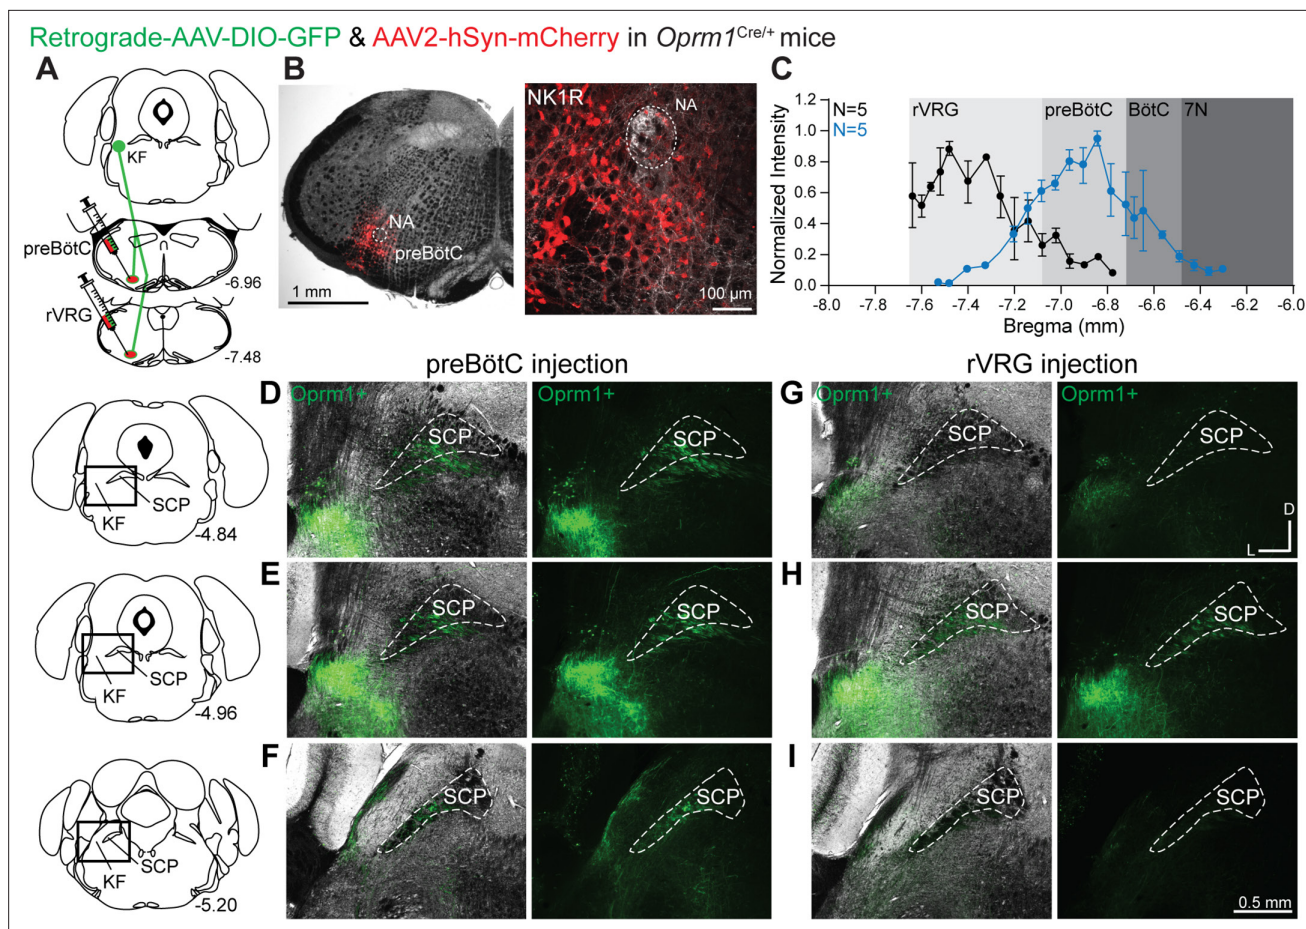 Retrograde-AAV-DIO-GFP & AAV2-hSyn-mCherry in Oprm1Cre/+ mice
A
KF
preBötC
-6.96
rVRG
-7.48
B
NA
preBötC
1 mm
NK1R
NA
100 µm
C
N=5
N=5
rVRG
preBötC
BötC
7N
Normalized Intensity
1.2
1.0
0.8
0.6
0.4
0.2
0
-8.0
-7.8
-7.6
-7.4
-7.2
-7.0
-6.8
-6.6
-6.4
-6.2
-6.0
Bregma (mm)
preBötC injection
rVRG injection
KF
SCP
-4.84
D
Oprm1+
SCP
Oprm1+
SCP
G
Oprm1+
SCP
Oprm1+
SCP
D
L
KF
SCP
-4.96
E
SCP
SCP
H
SCP
SCP
KF
SCP
-5.20
F
SCP
SCP
I
SCP
SCP
0.5 mm